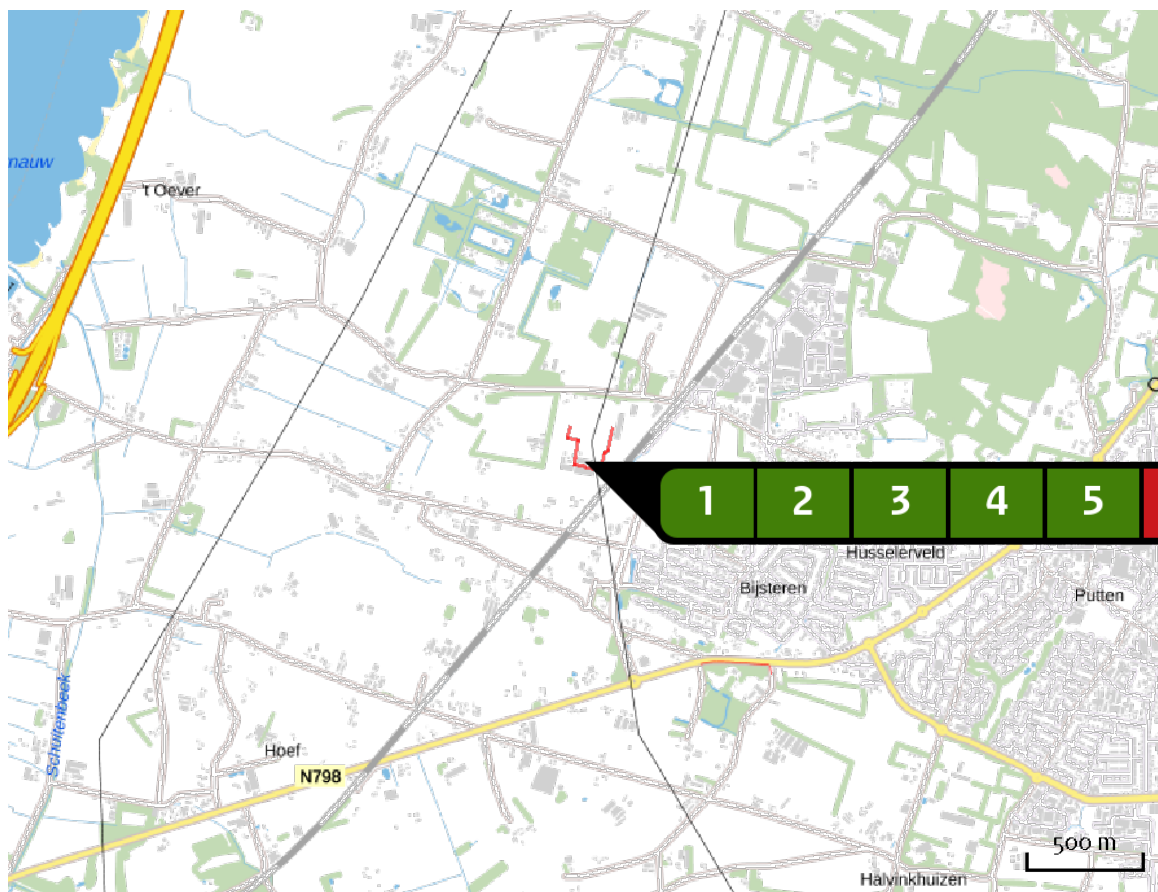 nauw
't Oever
1 2 3 4 5
Husselerveld
Bijsteren
Putten
Schuitenbeek
Hoef
N798
500 m
Halvinkhuizen